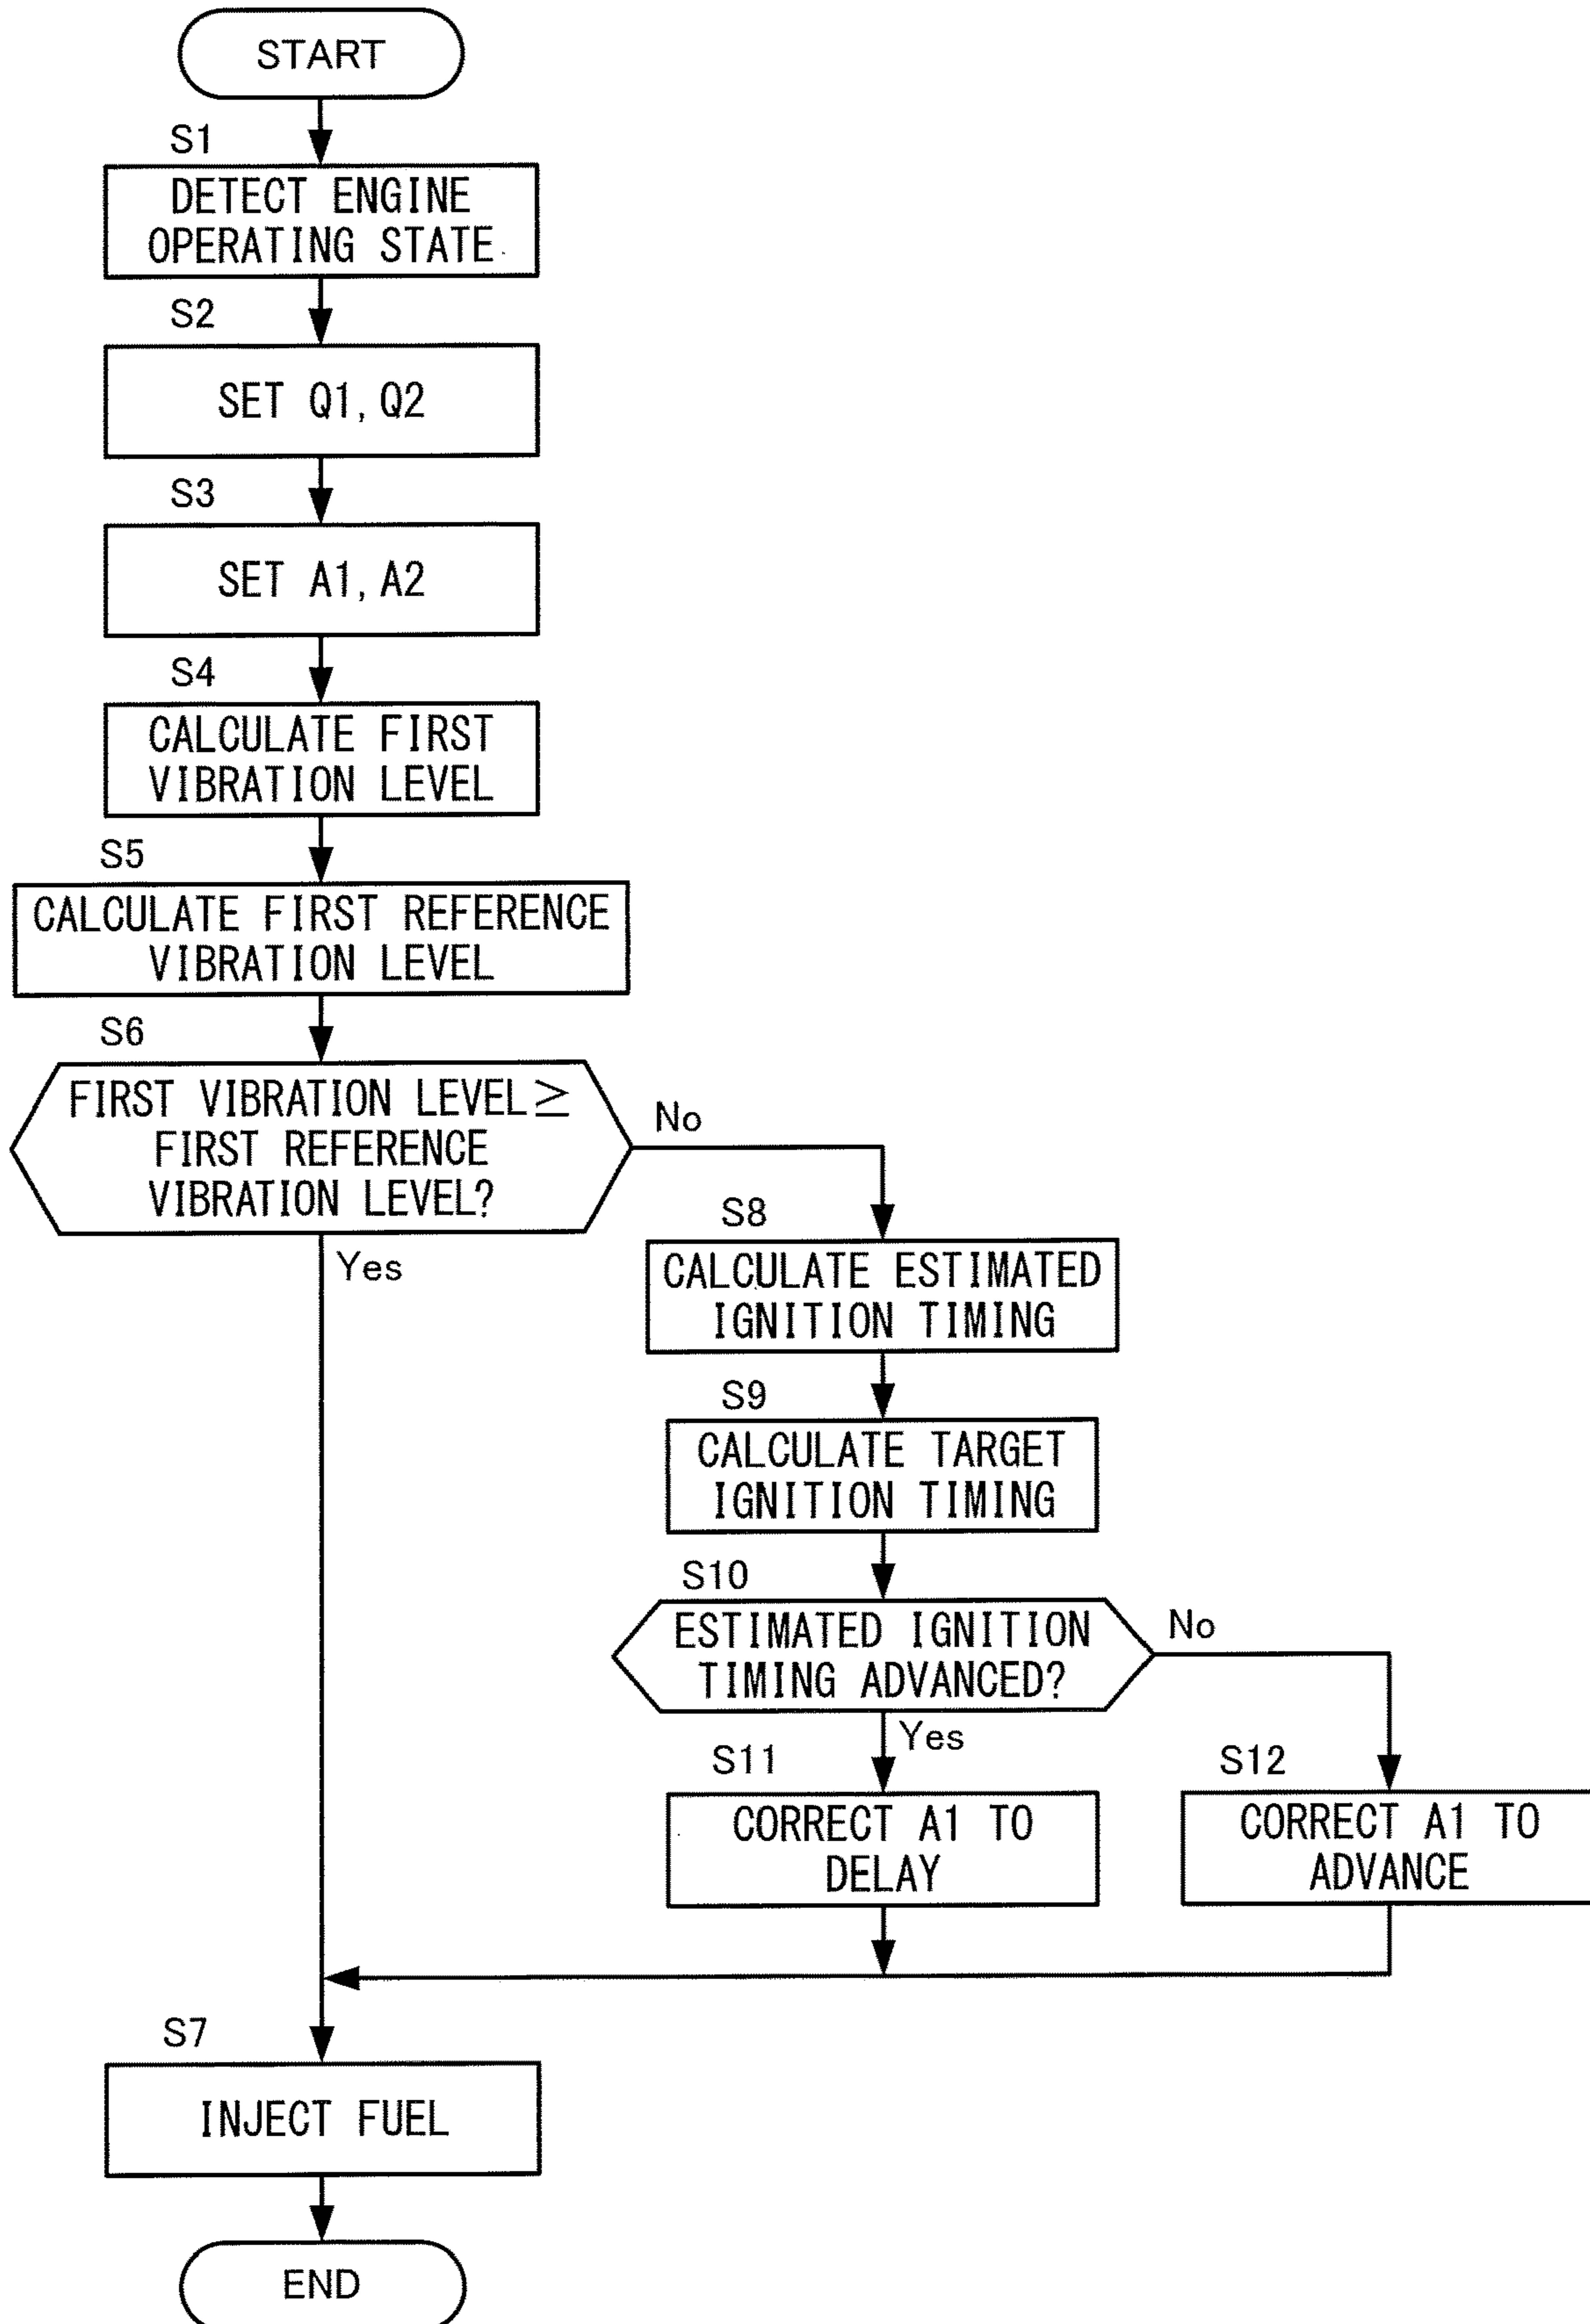 START
S1
DETECT ENGINE
OPERATING STATE
S2
SET Q1, Q2
S3
SET A1, A2
S4
CALCULATE FIRST
VIBRATION LEVEL
S5
CALCULATE FIRST REFERENCE
VIBRATION LEVEL
S6
FIRST VIBRATION LEVEL≧
FIRST REFERENCE
VIBRATION LEVEL?
No
Yes
S8
CALCULATE ESTIMATED
IGNITION TIMING
S9
CALCULATE TARGET
IGNITION TIMING
S10
ESTIMATED IGNITION
TIMING ADVANCED?
No
Yes
S11
CORRECT A1 TO
DELAY
S12
CORRECT A1 TO
ADVANCE
S7
INJECT FUEL
END